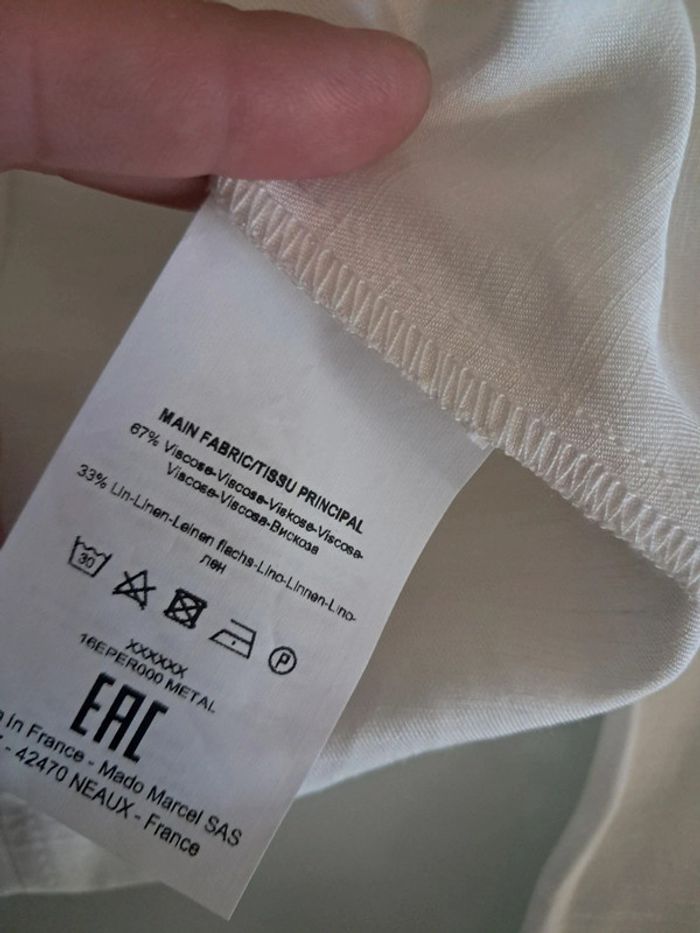 MAIN FABRIC/TISSU PRINCIPAL
67% Viscose-Viscose-Viskose-Viscosa-
Viscose-Viscosa-Вискоза
33% Lin-Linen-Leinen flachs-Lino-Linnen-Lino-
лен
30
P
XXXXXX
16EPER000 METAL
EAC
In France - Mado Marcel SAS
- 42470 NEAUX - France